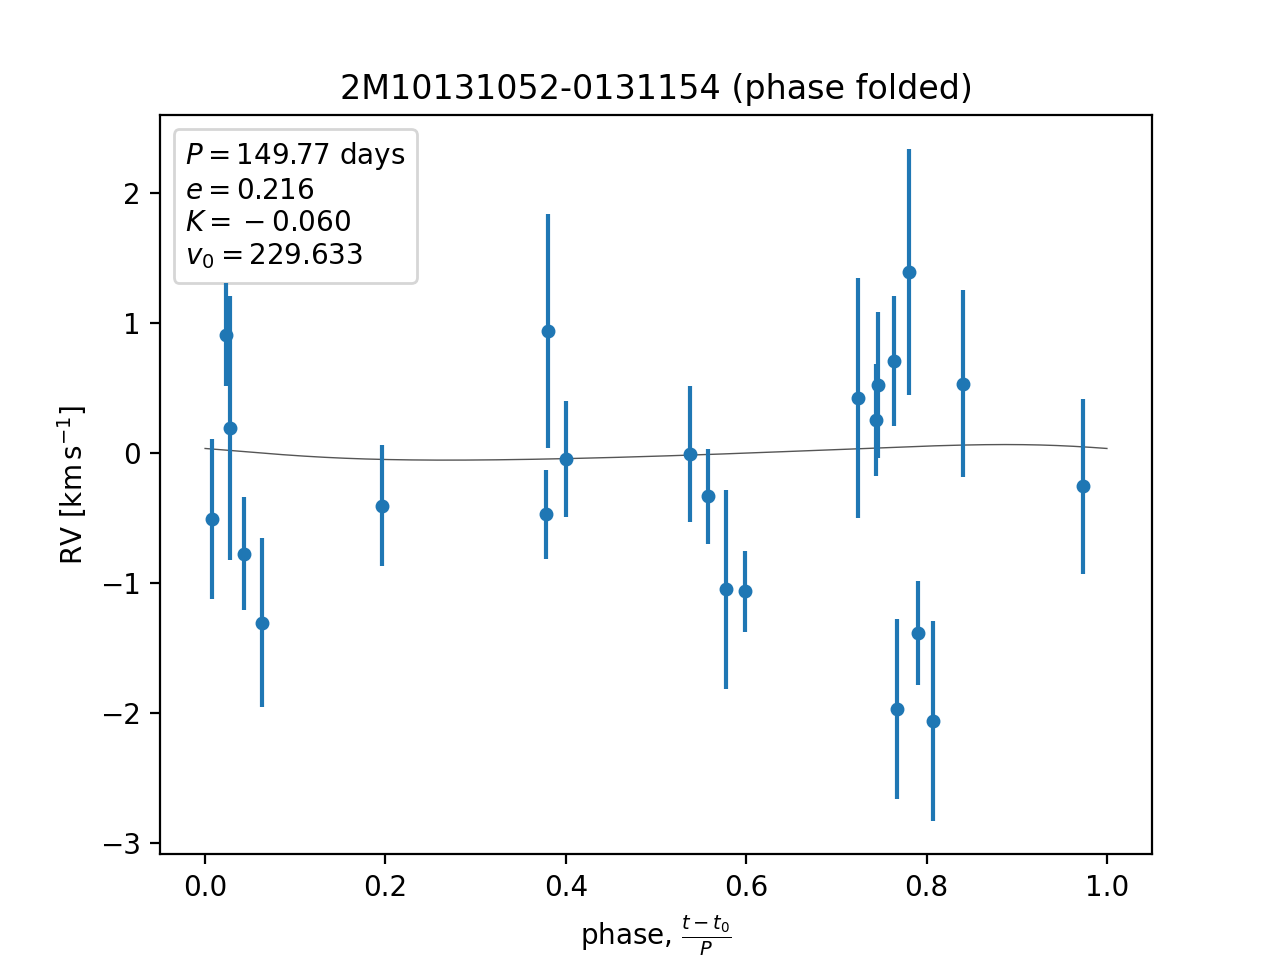 2M10131052-0131154 (phase folded)
P = 149.77 days
e = 0.216
K = −0.060
v₀ = 229.633
2
1
0
−1
−2
−3
RV [km s⁻¹]
0.0 0.2 0.4 0.6 0.8 1.0
phase, (t − t₀)/P